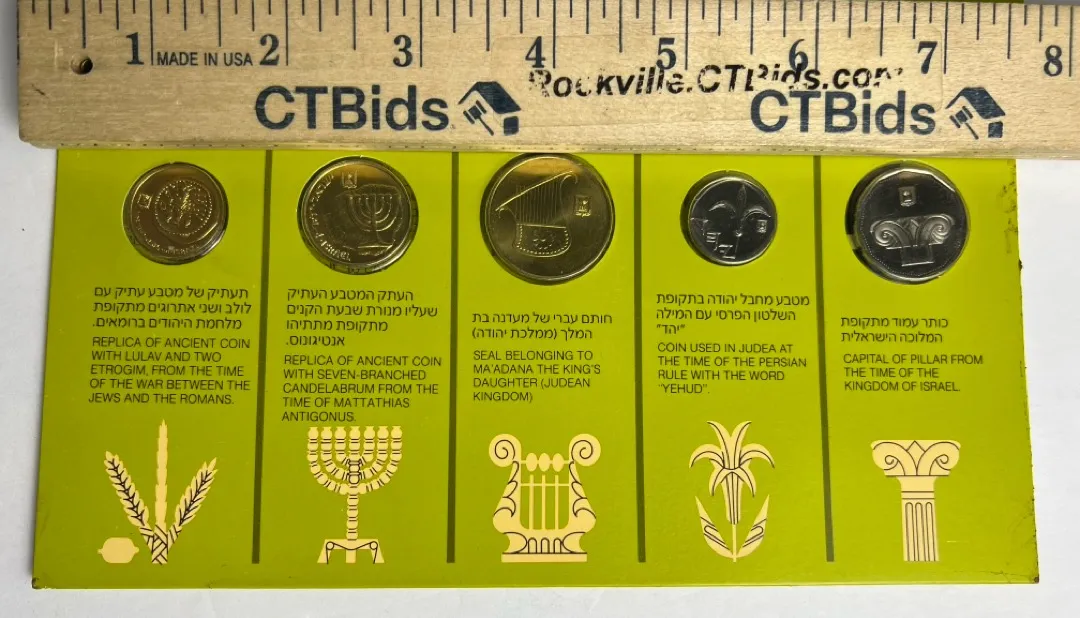 1 2 3 4 5 6 7 8
MADE IN USA
Rockville.CTBids.com
CTBids CTBids
תעתיק של מטבע עתיק עם
לולב ושני אתרוגים מתקופת
מלחמת היהודים ברומאים.
REPLICA OF ANCIENT COIN
WITH LULAV AND TWO
ETROGIM, FROM THE TIME
OF THE WAR BETWEEN THE
JEWS AND THE ROMANS.
העתק המטבע העתיק
שעליו מנורת שבעת הקנים
מתקופת מתתיהו
אנטיגונוס.
REPLICA OF ANCIENT COIN
WITH SEVEN-BRANCHED
CANDELABRUM FROM THE
TIME OF MATTATHIAS
ANTIGONUS.
חותם עברי של מעדנה בת
המלך (ממלכת יהודה)
SEAL BELONGING TO
MA'ADANA THE KING'S
DAUGHTER (JUDEAN
KINGDOM)
מטבע מחבל יהודה בתקופת
השלטון הפרסי עם המילה
"יהד"
COIN USED IN JUDEA AT
THE TIME OF THE PERSIAN
RULE WITH THE WORD
"YEHUD".
כותר עמוד מתקופת
המלוכה הישראלית
CAPITAL OF PILLAR FROM
THE TIME OF THE
KINGDOM OF ISRAEL.